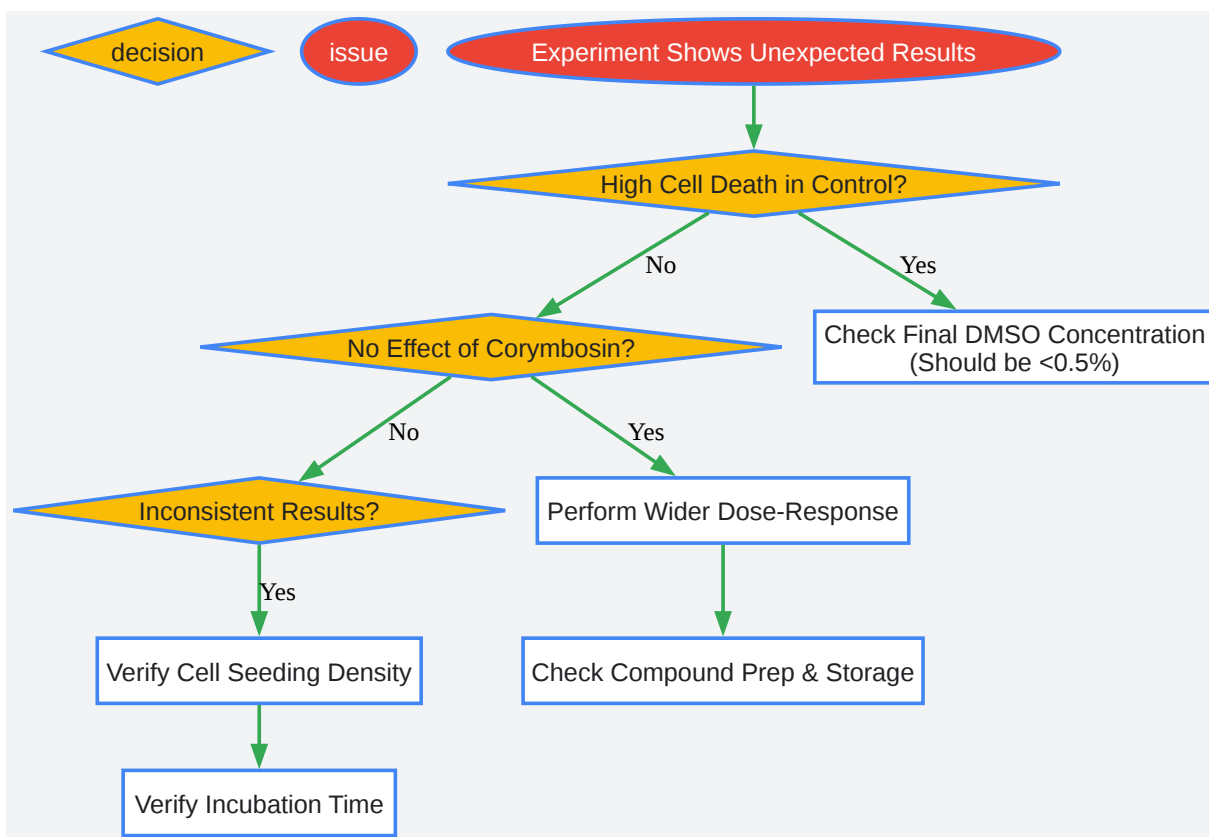 decision
issue
Experiment Shows Unexpected Results
High Cell Death in Control?
No
Yes
No Effect of Corymbosin?
Check Final DMSO Concentration
(Should be <0.5%)
No
Yes
Inconsistent Results?
Perform Wider Dose-Response
Yes
Verify Cell Seeding Density
Check Compound Prep & Storage
Verify Incubation Time